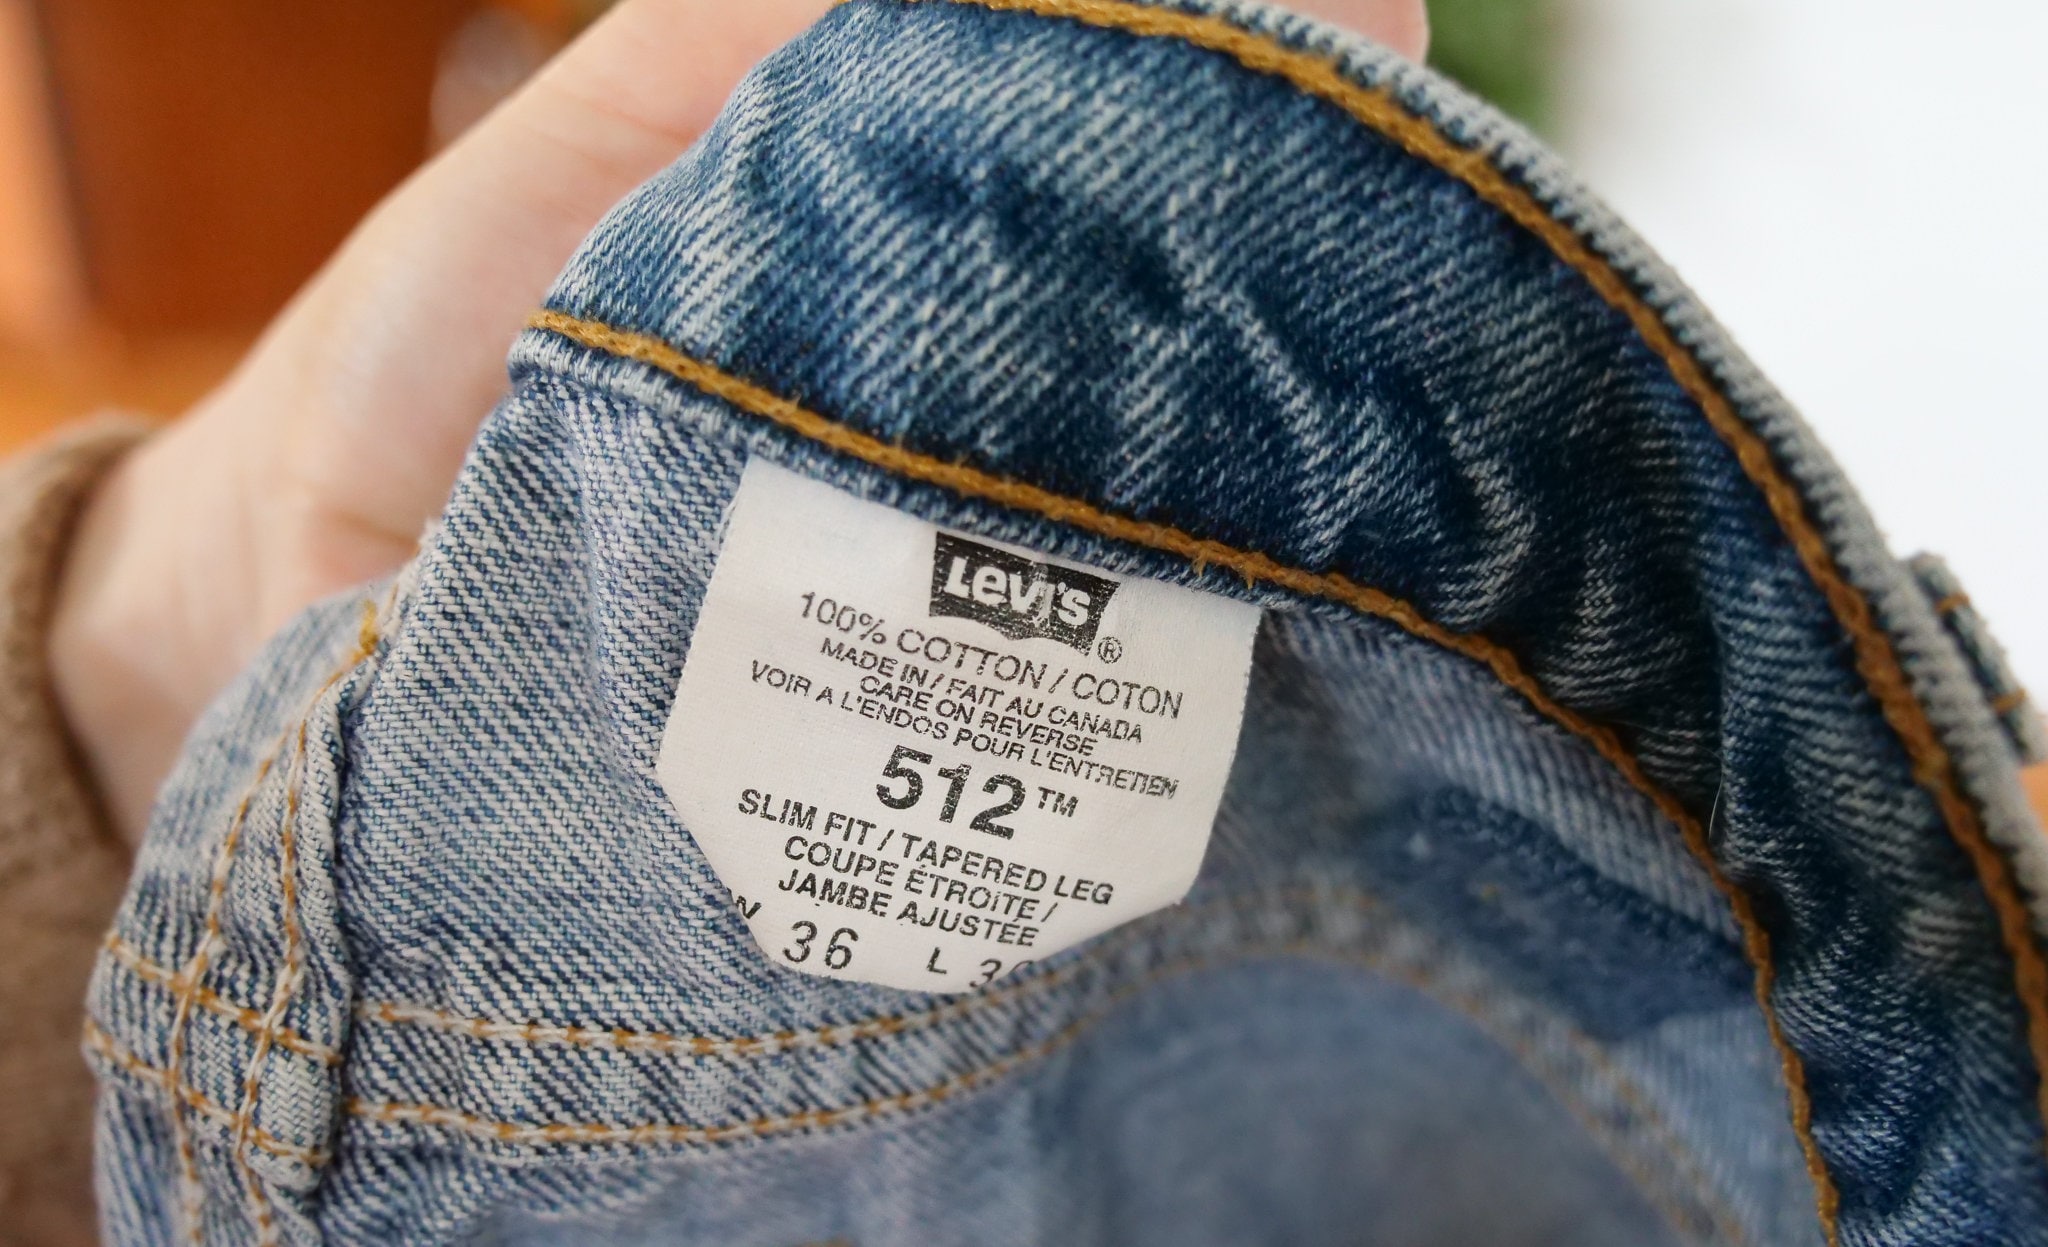 Levi's ®
100% COTTON / COTON
MADE IN / FAIT AU CANADA
CARE ON REVERSE
VOIR A L'ENDOS POUR L'ENTRETIEN
512™
SLIM FIT / TAPERED LEG
COUPE ÉTROITE /
JAMBE AJUSTÉE
W 36 L